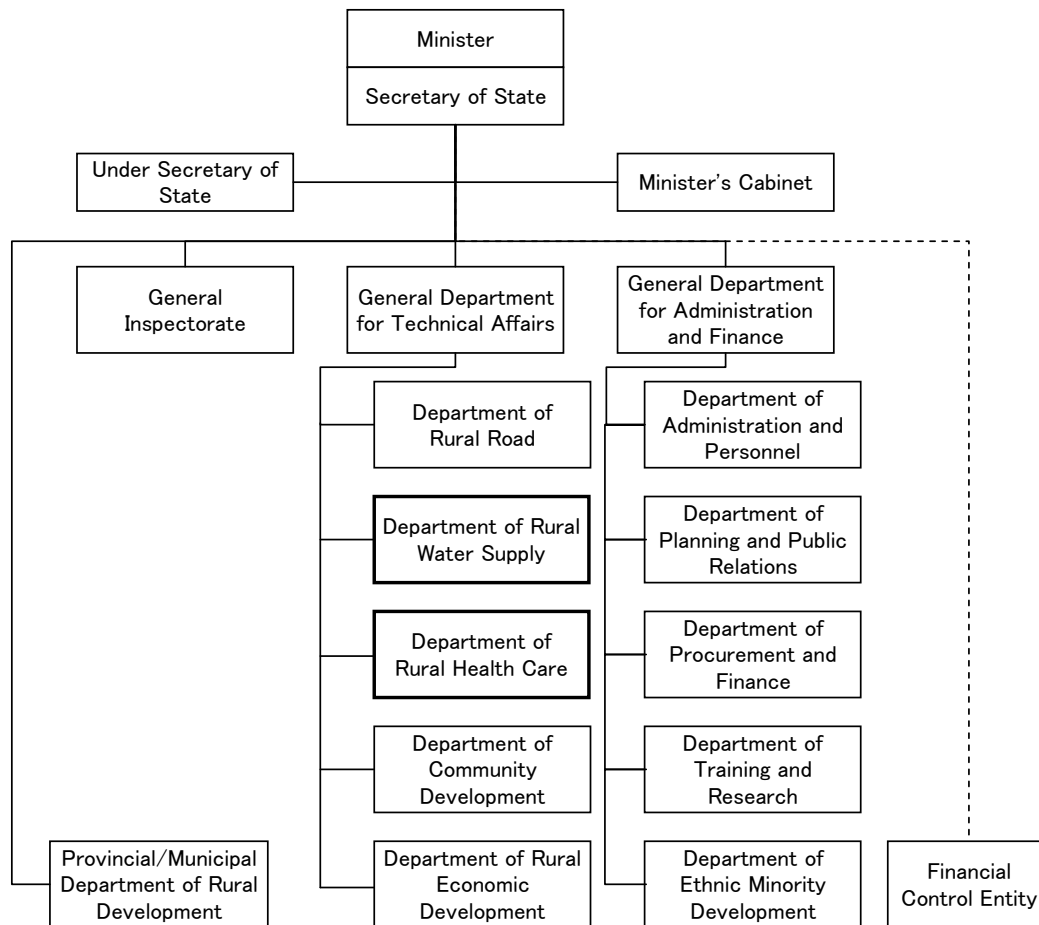 Minister
Secretary of State
Under Secretary of
State
Minister's Cabinet
General
Inspectorate
General Department
for Technical Affairs
General Department
for Administration
and Finance
Department of
Rural Road
Department of
Administration and
Personnel
Department of Rural
Water Supply
Department of
Planning and Public
Relations
Department of
Rural Health Care
Department of
Procurement and
Finance
Department of
Community
Development
Department of
Training and
Research
Provincial/Municipal
Department of Rural
Development
Department of Rural
Economic
Development
Department of
Ethnic Minority
Development
Financial
Control Entity